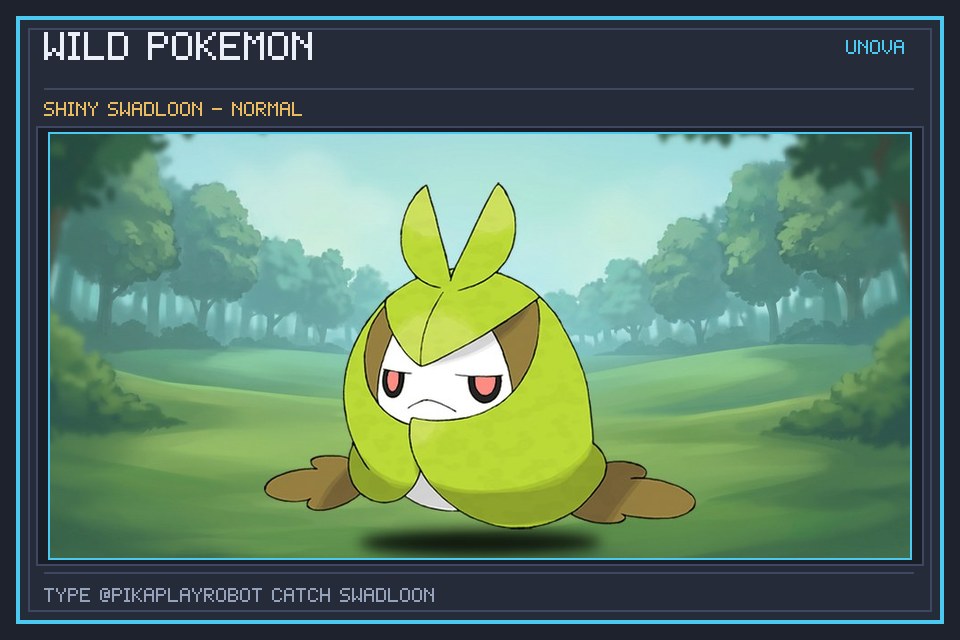 WILD POKEMON
UNOVA
SHINY SWADLOON - NORMAL
TYPE @PIKAPLAYROBOT CATCH SWADLOON